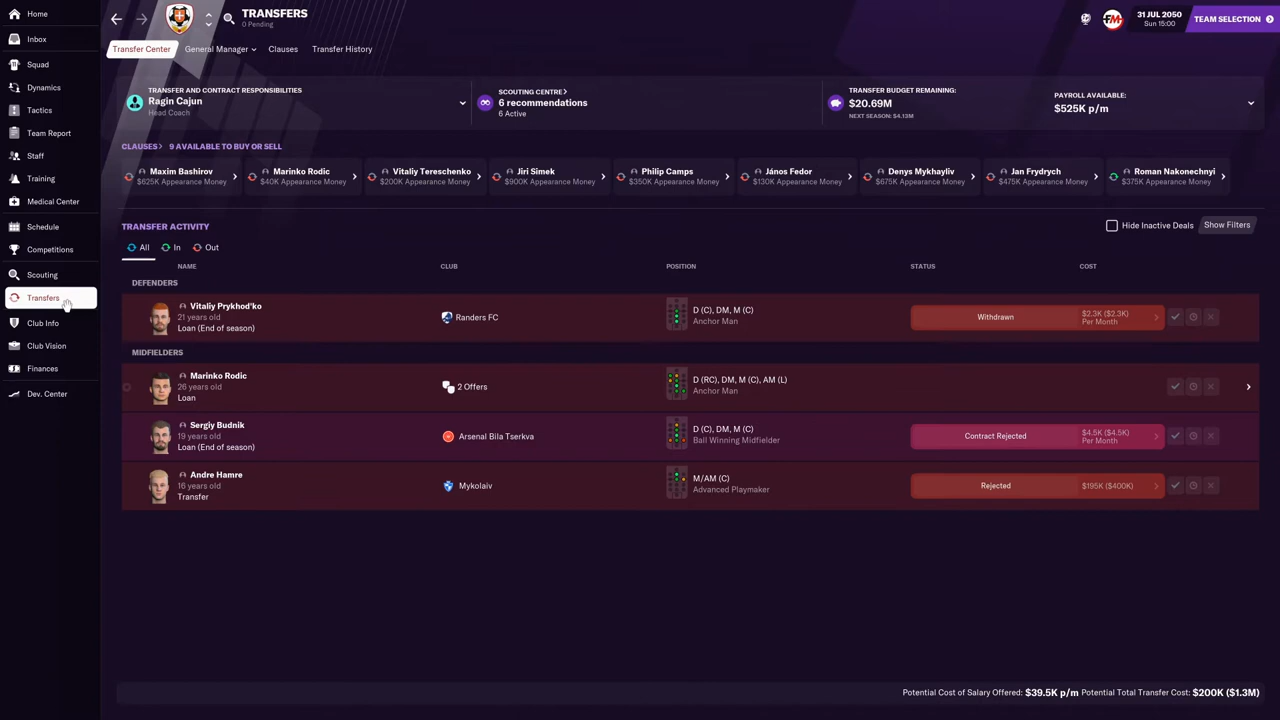 Home
Inbox
Squad
Dynamics
Tactics
Team Report
Staff
Training
Medical Center
Schedule
Competitions
Scouting
Transfers
Club Info
Club Vision
Finances
Dev. Center
TRANSFERS
0 Pending
FM
31 JUL 2050
Sun 15:00
TEAM SELECTION
Transfer Center
General Manager
Clauses
Transfer History
TRANSFER AND CONTRACT RESPONSIBILITIES
Ragin Cajun
Head Coach
SCOUTING CENTRE>
6 recommendations
6 Active
TRANSFER BUDGET REMAINING:
$20.69M
NEXT SEASON: $4.13M
PAYROLL AVAILABLE:
$525K p/m
CLAUSES> 9 AVAILABLE TO BUY OR SELL
Maxim Bashirov
$625K Appearance Money
Marinko Rodic
$40K Appearance Money
Vitaliy Tereschenko
$200K Appearance Money
Jiri Simek
$900K Appearance Money
Philip Camps
$350K Appearance Money
János Fedor
$130K Appearance Money
Denys Mykhayliv
$675K Appearance Money
Jan Frydrych
$475K Appearance Money
Roman Nakonechnyi
$375K Appearance Money
TRANSFER ACTIVITY
Hide Inactive Deals
Show Filters
All In Out
NAME CLUB POSITION STATUS COST
DEFENDERS
Vitaliy Prykhod'ko
21 years old
Loan (End of season)
Randers FC
D (C), DM, M (C)
Anchor Man
Withdrawn
$2.3K ($2.3K)
Per Month
MIDFIELDERS
Marinko Rodic
26 years old
Loan
2 Offers
D (RC), DM, M (C), AM (L)
Anchor Man
Sergiy Budnik
19 years old
Loan (End of season)
Arsenal Bila Tserkva
D (C), DM, M (C)
Ball Winning Midfielder
Contract Rejected
$4.5K ($4.5K)
Per Month
Andre Hamre
16 years old
Transfer
Mykolaiv
M/AM (C)
Advanced Playmaker
Rejected
$195K ($400K)
Potential Cost of Salary Offered: $39.5K p/m Potential Total Transfer Cost: $200K ($1.3M)